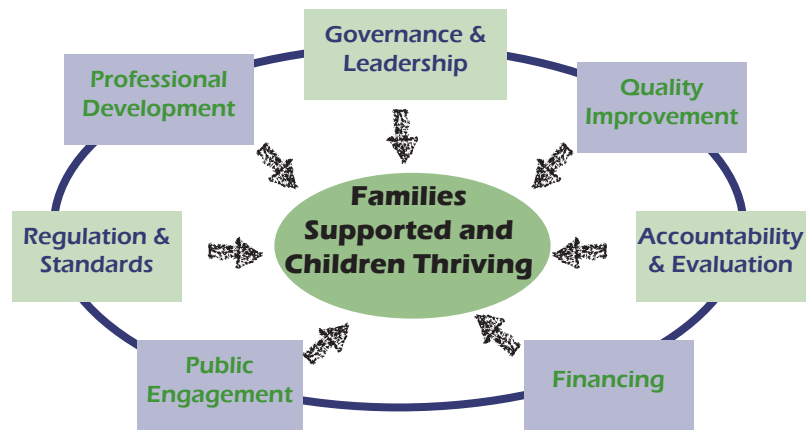 Governance &
Leadership
Professional
Development
Quality
Improvement
Families
Supported and
Children Thriving
Regulation &
Standards
Accountability
& Evaluation
Public
Engagement
Financing